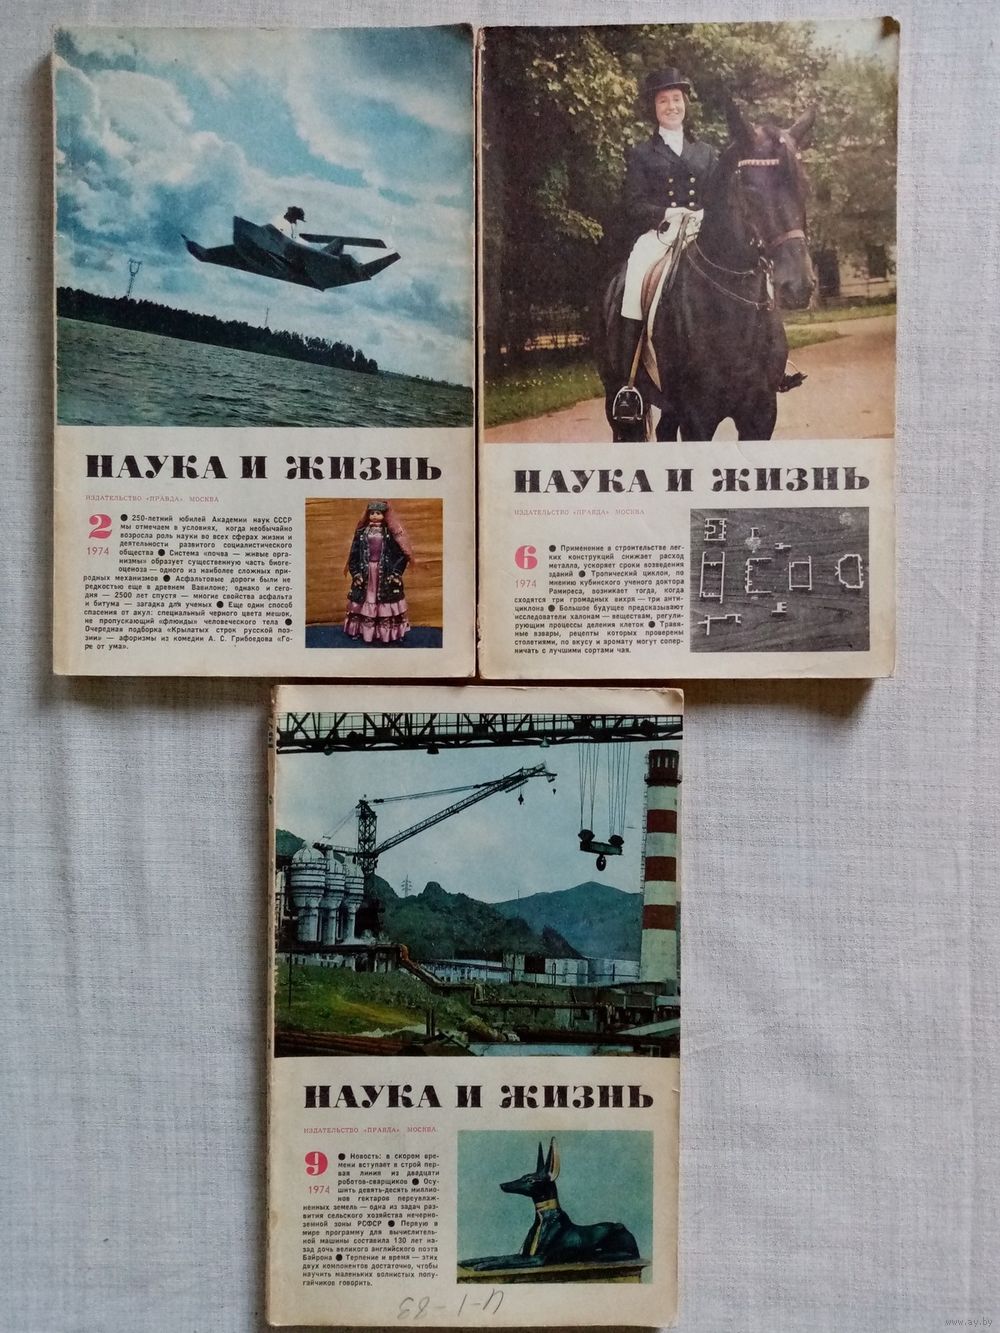 НАУКА И ЖИЗНЬ
ИЗДАТЕЛЬСТВО «ПРАВДА» МОСКВА
2
1974
● 250-летний юбилей Академии наук СССР
мы отмечаем в условиях, когда необычайно
возросла роль науки во всех сферах жизни и
деятельности развитого социалистического
общества ● Система «почва — живые орга-
низмы» образует существенную часть биоге-
оценоза — одного из наиболее сложных при-
родных механизмов ● Асфальтовые дороги были не
редкостью еще в древнем Вавилоне; однако и сего-
дня — 2500 лет спустя — многие свойства асфальта
и битума — загадка для ученых ● Еще один способ
спасения от акул: специальный черного цвета мешок,
не пропускающий «флюиды» человеческого тела ●
Очередная подборка «Крылатых строк русской поэ-
зии» — афоризмы из комедии А. С. Грибоедова «Го-
ре от ума».
НАУКА И ЖИЗНЬ
ИЗДАТЕЛЬСТВО «ПРАВДА» МОСКВА
6
1974
● Применение в строительстве лег-
ких конструкций снижает расход
металла, ускоряет сроки возведения
зданий ● Тропический циклон, по
мнению кубинского ученого доктора
Рамиреса, возникает тогда, когда
сходятся три громадных вихря — три анти-
циклона ● Большое будущее предсказывают
исследователи халонам — веществам, регули-
рующим процессы деления клеток ● Травя-
ные взвары, рецепты которых проверены
столетиями, по вкусу и аромату могут сопер-
ничать с лучшими сортами чая.
НАУКА И ЖИЗНЬ
ИЗДАТЕЛЬСТВО «ПРАВДА» МОСКВА.
9
1974
● Новость: в скором вре-
мени вступает в строй пер-
вая линия из двадцати
роботов-сварщиков ● Осу-
шить девять-десять миллио-
нов гектаров переувлаж-
ненных земель — одна из задач раз-
вития сельского хозяйства нечерно-
земной зоны РСФСР ● Первую в
мире программу для вычислитель-
ной машины составила 130 лет на-
зад дочь великого английского поэта
Байрона ● Терпение и время — этих
двух компонентов достаточно, чтобы
научить маленьких волнистых попу-
гайчиков говорить.
И-1-83
www.ay.by